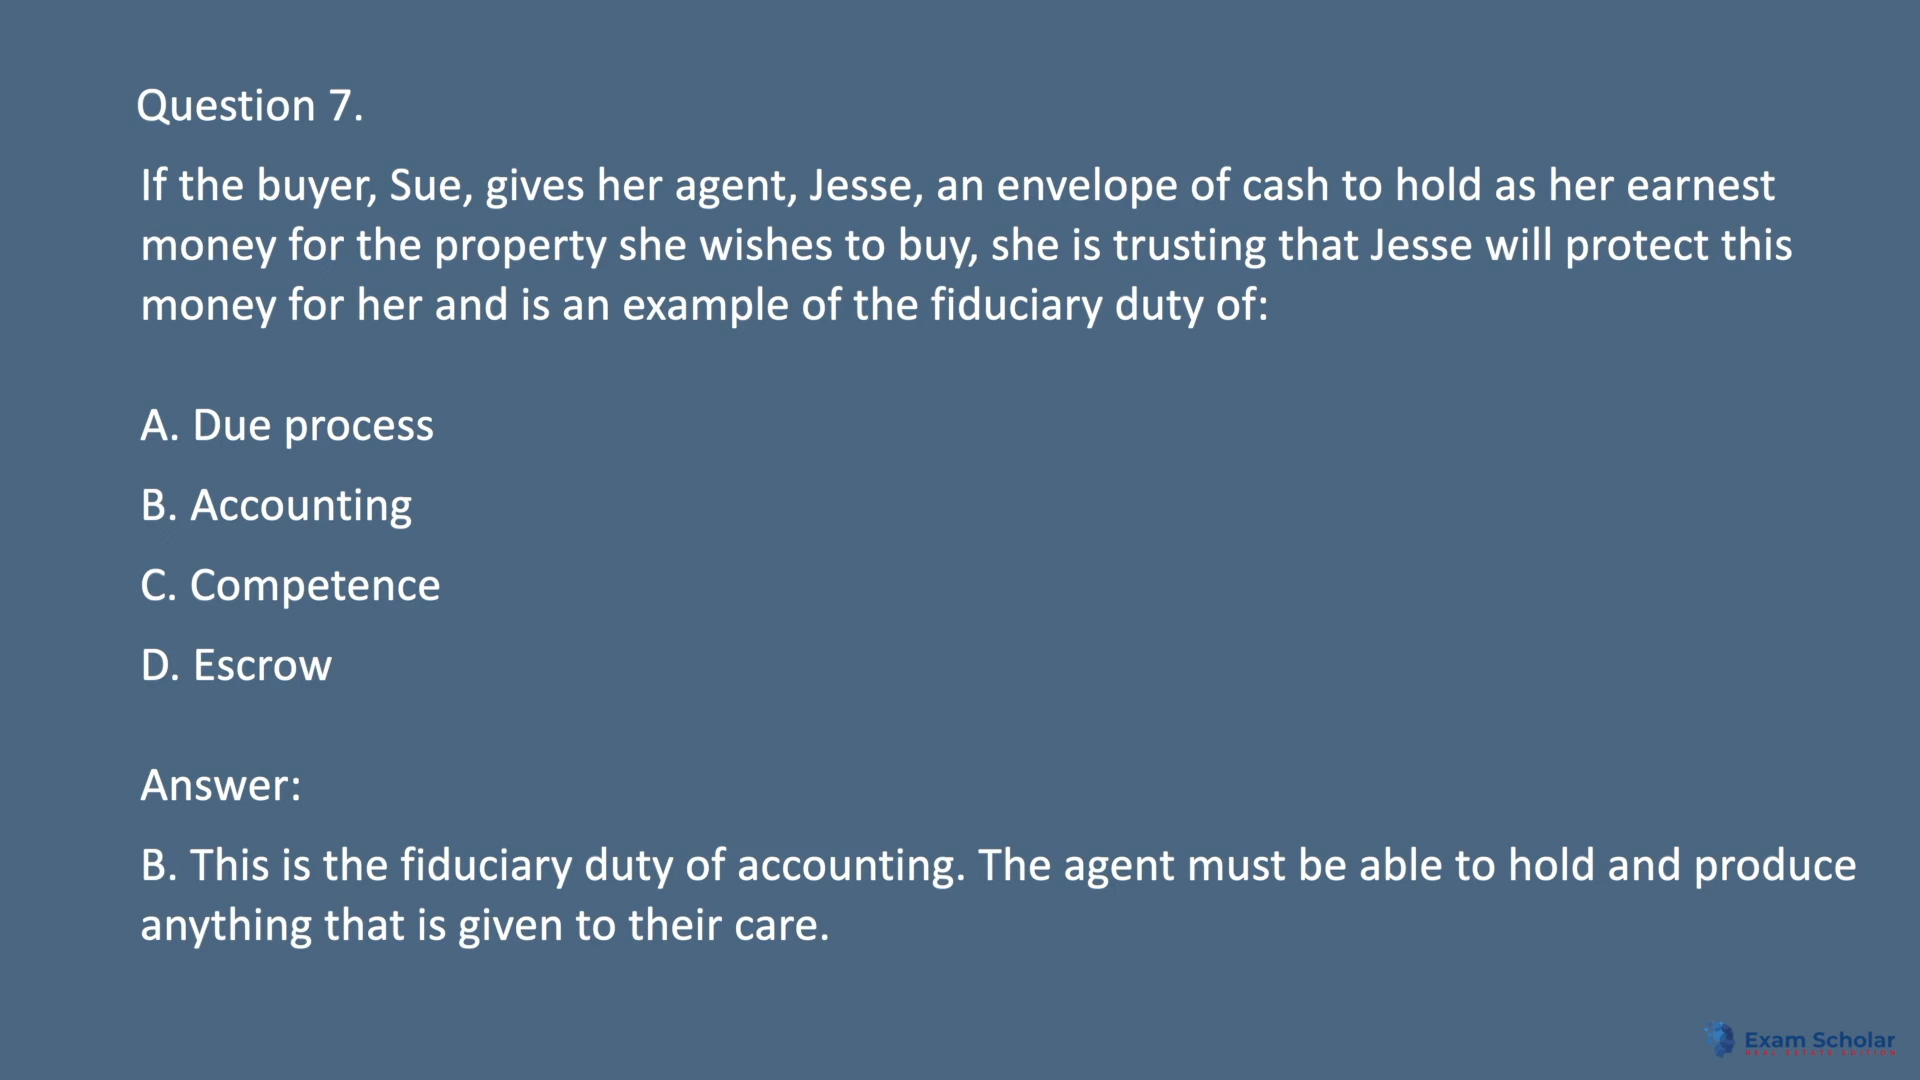 Question 7.
If the buyer, Sue, gives her agent, Jesse, an envelope of cash to hold as her earnest
money for the property she wishes to buy, she is trusting that Jesse will protect this
money for her and is an example of the fiduciary duty of:
A. Due process
B. Accounting
C. Competence
D. Escrow
Answer:
B. This is the fiduciary duty of accounting. The agent must be able to hold and produce
anything that is given to their care.
Exam Scholar
REAL ESTATE EDITION